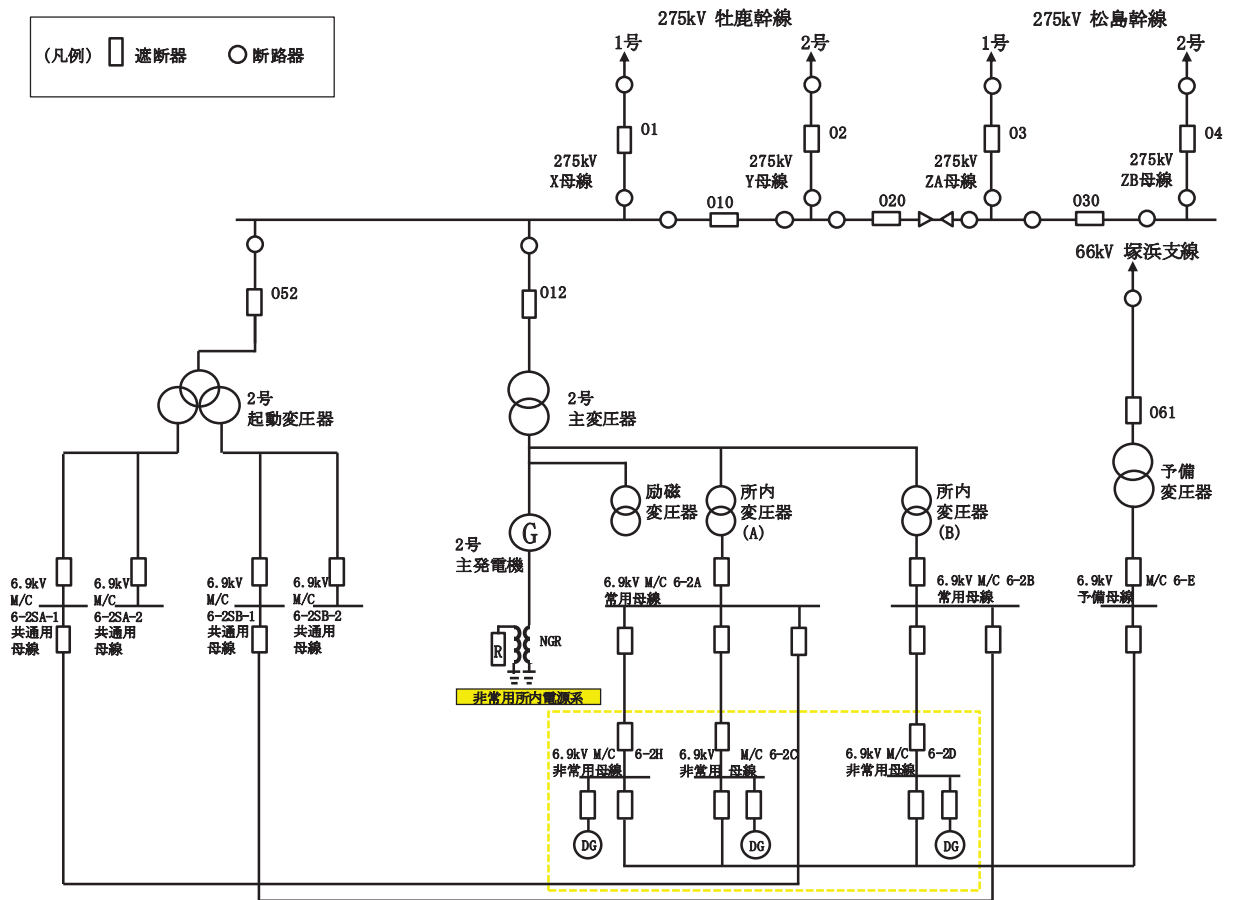 275kV 牡鹿幹線
275kV 松島幹線
(凡例)
遮断器
断路器
1号
2号
1号
2号
O1
O2
O3
O4
275kV
X母線
275kV
Y母線
275kV
ZA母線
275kV
ZB母線
O10
O20
O30
66kV 塚浜支線
O52
O12
2号
起動変圧器
2号
主変圧器
O61
予備
変圧器
励磁
変圧器
所内
変圧器
(A)
所内
変圧器
(B)
G
2号
主発電機
6.9kV
M/C
6-2SA-1
共通用
母線
6.9kV
M/C
6-2SA-2
共通用
母線
6.9kV
M/C
6-2SB-1
共通用
母線
6.9kV
M/C
6-2SB-2
共通用
母線
6.9kV M/C 6-2A
常用母線
6.9kV M/C 6-2B
常用母線
6.9kV M/C 6-E
予備母線
R
NGR
非常用所内電源系
6.9kV M/C 6-2H
非常用母線
6.9kV M/C 6-2C
非常用 母線
6.9kV M/C 6-2D
非常用母線
DG
DG
DG